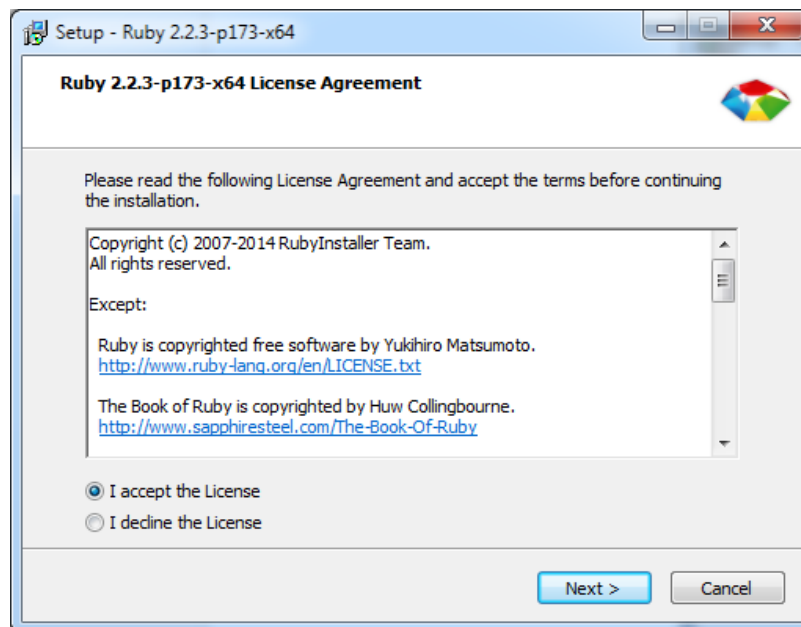 Setup - Ruby 2.2.3-p173-x64
Ruby 2.2.3-p173-x64 License Agreement
Please read the following License Agreement and accept the terms before continuing
the installation.
Copyright (c) 2007-2014 RubyInstaller Team.
All rights reserved.
Except:
Ruby is copyrighted free software by Yukihiro Matsumoto.
http://www.ruby-lang.org/en/LICENSE.txt
The Book of Ruby is copyrighted by Huw Collingbourne.
http://www.sapphiresteel.com/The-Book-Of-Ruby
I accept the License
I decline the License
Next >
Cancel